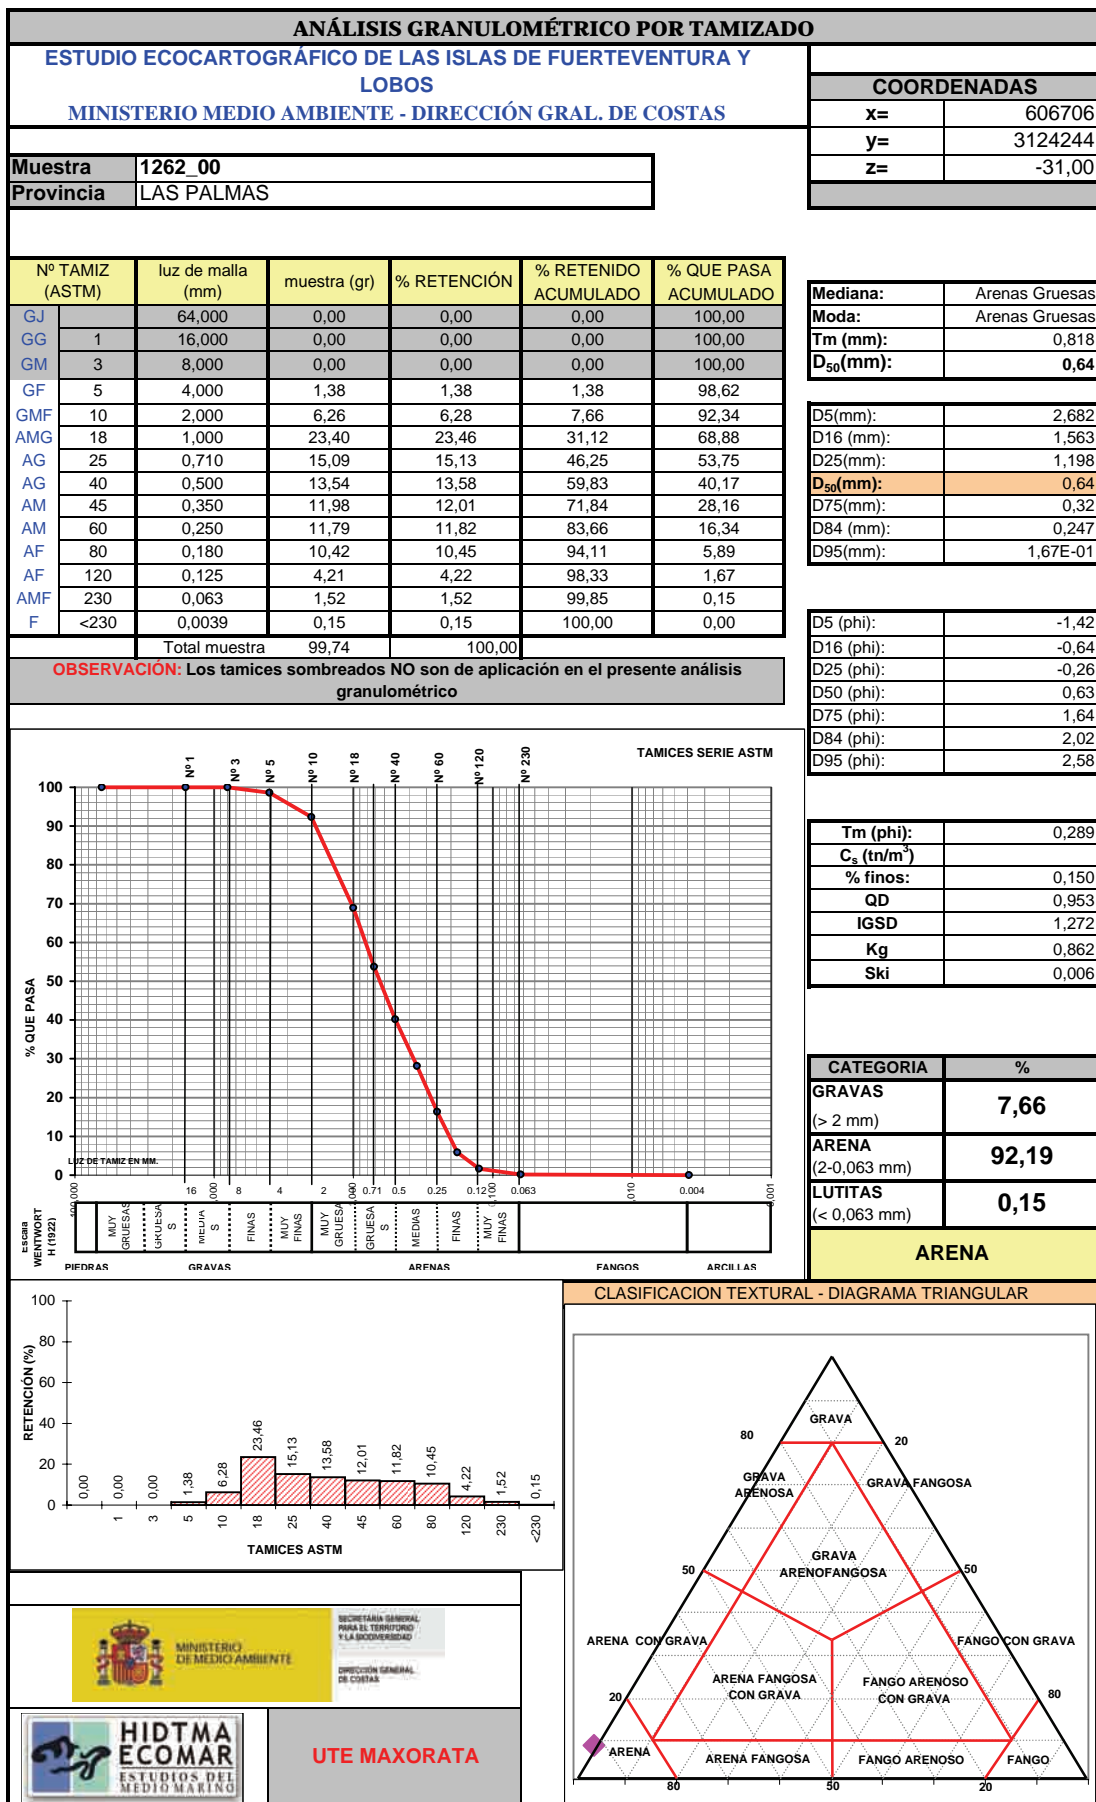 ANÁLISIS GRANULOMÉTRICO POR TAMIZADO
ESTUDIO ECOCARTOGRÁFICO DE LAS ISLAS DE FUERTEVENTURA Y
LOBOS
MINISTERIO MEDIO AMBIENTE - DIRECCIÓN GRAL. DE COSTAS
COORDENADAS
x= 606706
y= 3124244
z= -31,00
Muestra 1262_00
Provincia LAS PALMAS
Nº TAMIZ (ASTM) luz de malla (mm) muestra (gr) % RETENCIÓN % RETENIDO ACUMULADO % QUE PASA ACUMULADO
GJ 64,000 0,00 0,00 0,00 100,00
GG 1 16,000 0,00 0,00 0,00 100,00
GM 3 8,000 0,00 0,00 0,00 100,00
GF 5 4,000 1,38 1,38 1,38 98,62
GMF 10 2,000 6,26 6,28 7,66 92,34
AMG 18 1,000 23,40 23,46 31,12 68,88
AG 25 0,710 15,09 15,13 46,25 53,75
AG 40 0,500 13,54 13,58 59,83 40,17
AM 45 0,350 11,98 12,01 71,84 28,16
AM 60 0,250 11,79 11,82 83,66 16,34
AF 80 0,180 10,42 10,45 94,11 5,89
AF 120 0,125 4,21 4,22 98,33 1,67
AMF 230 0,063 1,52 1,52 99,85 0,15
F <230 0,0039 0,15 0,15 100,00 0,00
Total muestra 99,74 100,00
OBSERVACIÓN: Los tamices sombreados NO son de aplicación en el presente análisis
granulométrico
Mediana: Arenas Gruesas
Moda: Arenas Gruesas
Tm (mm): 0,818
D50(mm): 0,64
D5(mm): 2,682
D16 (mm): 1,563
D25(mm): 1,198
D50(mm): 0,64
D75(mm): 0,32
D84 (mm): 0,247
D95(mm): 1,67E-01
D5 (phi): -1,42
D16 (phi): -0,64
D25 (phi): -0,26
D50 (phi): 0,63
D75 (phi): 1,64
D84 (phi): 2,02
D95 (phi): 2,58
Tm (phi): 0,289
Cs (tn/m3)
% finos: 0,150
QD 0,953
IGSD 1,272
Kg 0,862
Ski 0,006
CATEGORIA %
GRAVAS (> 2 mm) 7,66
ARENA (2-0,063 mm) 92,19
LUTITAS (< 0,063 mm) 0,15
ARENA
TAMICES SERIE ASTM
Nº 1 Nº 3 Nº 5 Nº 10 Nº 18 Nº 40 Nº 60 Nº 120 Nº 230
% QUE PASA
100
90
80
70
60
50
40
30
20
10
0
LUZ DE TAMIZ EN MM.
16 8 4 2 0.71 0.5 0.25 0.12 0.063 0.004
Escala
WENTWORT
H (1922)
MUY GRUESAS
GRUESA S
MEDIA S
FINAS
MUY FINAS
MUY GRUESA
GRUESA S
MEDIAS
FINAS
MUY FINAS
PIEDRAS GRAVAS ARENAS FANGOS ARCILLAS
RETENCIÓN (%)
100
80
60
40
20
0
0,00 0,00 0,00 1,38 6,28 23,46 15,13 13,58 12,01 11,82 10,45 4,22 1,52 0,15
1 3 5 10 18 25 40 45 60 80 120 230 <230
TAMICES ASTM
CLASIFICACION TEXTURAL - DIAGRAMA TRIANGULAR
GRAVA
80 20
GRAVA ARENOSA
GRAVA FANGOSA
GRAVA
ARENOFANGOSA
50 50
ARENA CON GRAVA
FANGO CON GRAVA
ARENA FANGOSA
CON GRAVA
FANGO ARENOSO
CON GRAVA
20 80
ARENA
ARENA FANGOSA
FANGO ARENOSO
FANGO
80 50 20
MINISTERIO
DE MEDIO AMBIENTE
SECRETARÍA GENERAL
PARA EL TERRITORIO
Y LA BIODIVERSIDAD
DIRECCIÓN GENERAL
DE COSTAS
HIDTMA
ECOMAR
ESTUDIOS DEL
MEDIO MARINO
UTE MAXORATA